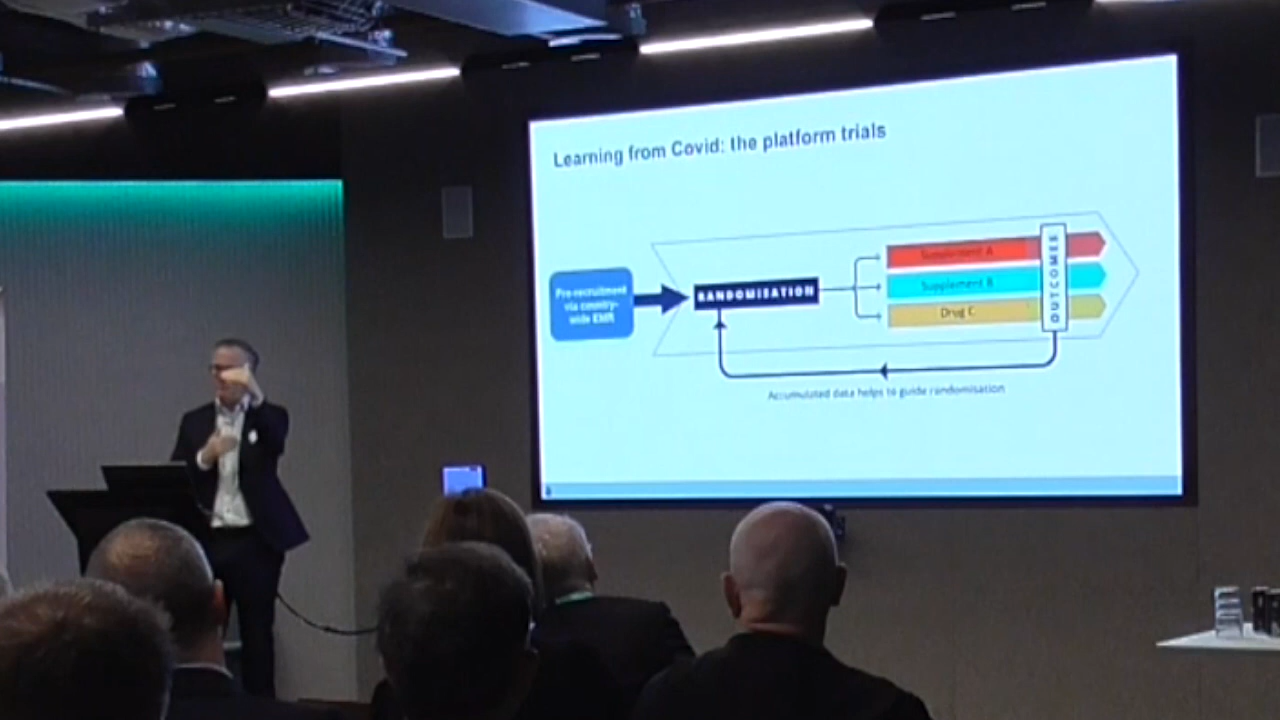 Learning from Covid: the platform trials
Pre-recruitment
via country-
wide EMR
RANDOMISATION
Supplement A
Supplement B
Drug C
OUTCOMES
Accumulated data helps to guide randomisation